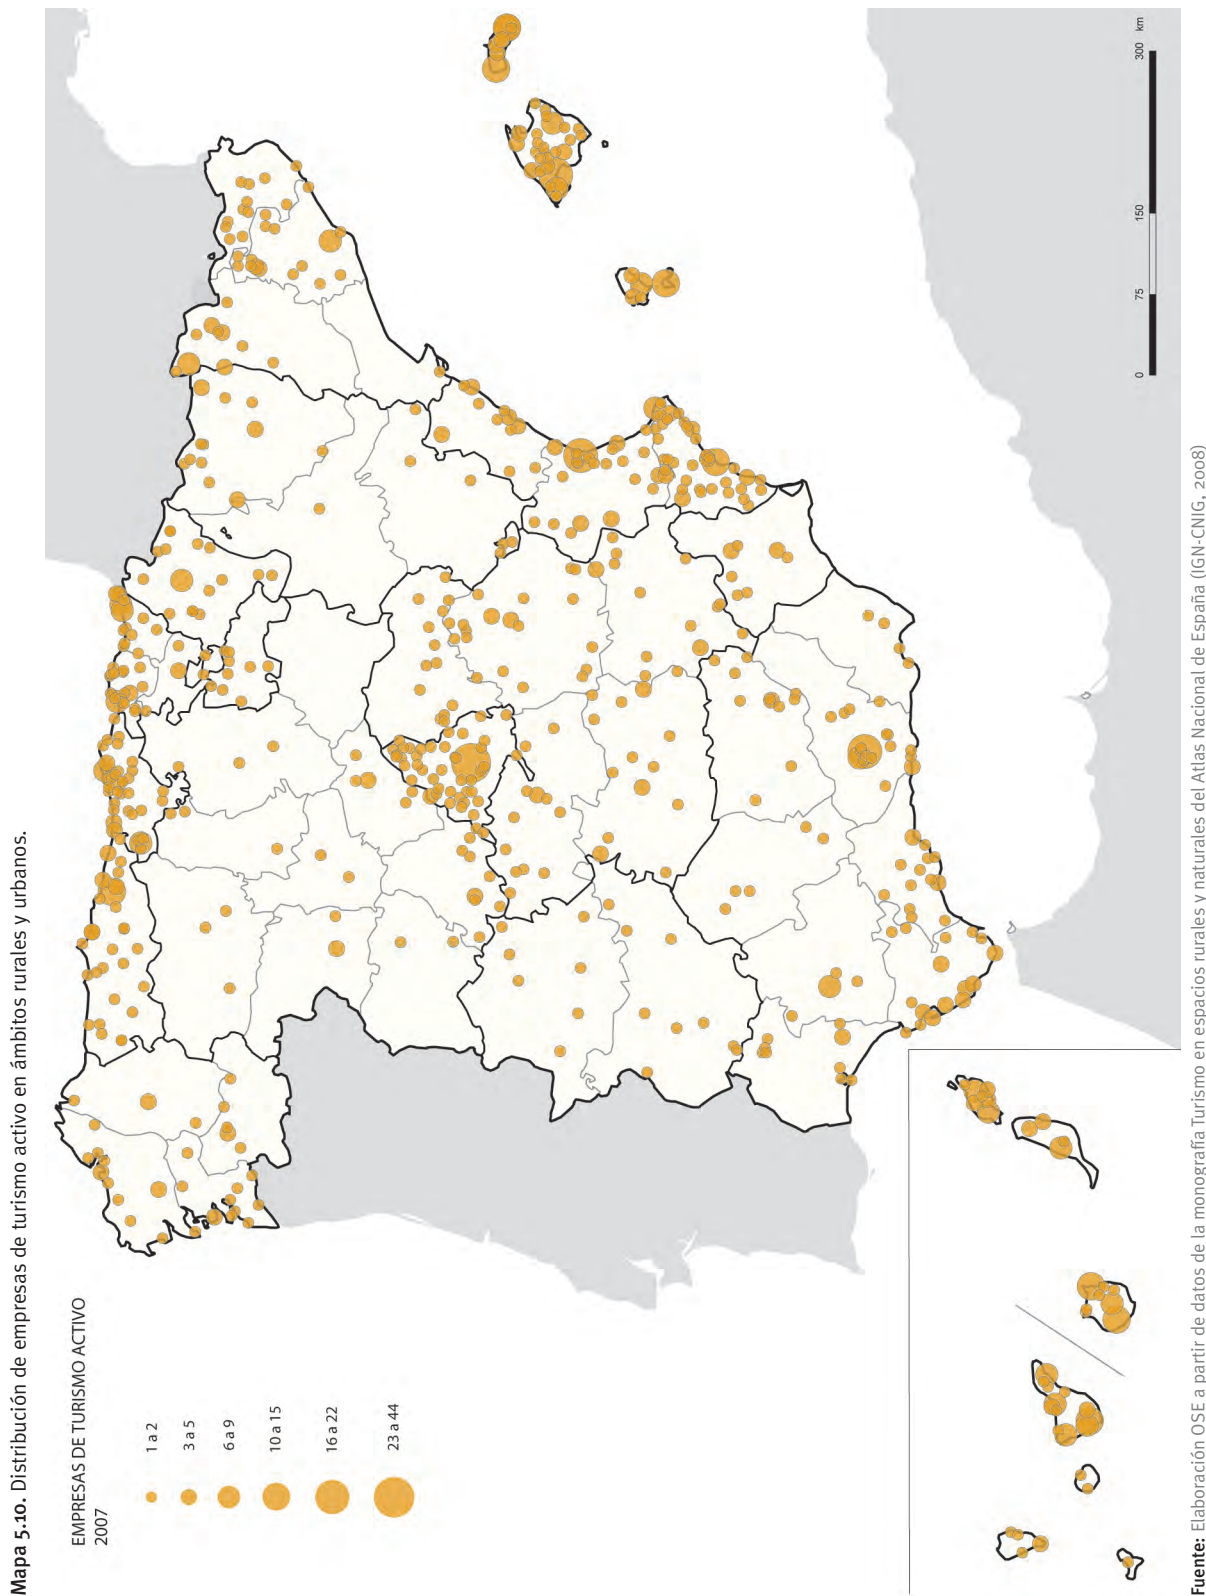 Mapa 5.10. Distribución de empresas de turismo activo en ámbitos rurales y urbanos.
EMPRESAS DE TURISMO ACTIVO
2007
1 a 2
3 a 5
6 a 9
10 a 15
16 a 22
23 a 44
0 75 150 300 km
Fuente: Elaboración OSE a partir de datos de la monografía Turismo en espacios rurales y naturales del Atlas Nacional de España (IGN-CNIG, 2008)